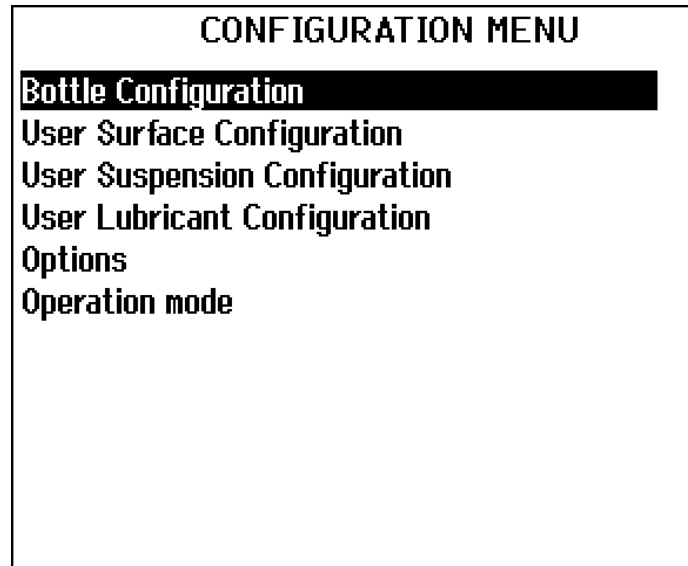 CONFIGURATION MENU
Bottle Configuration
User Surface Configuration
User Suspension Configuration
User Lubricant Configuration
Options
Operation mode